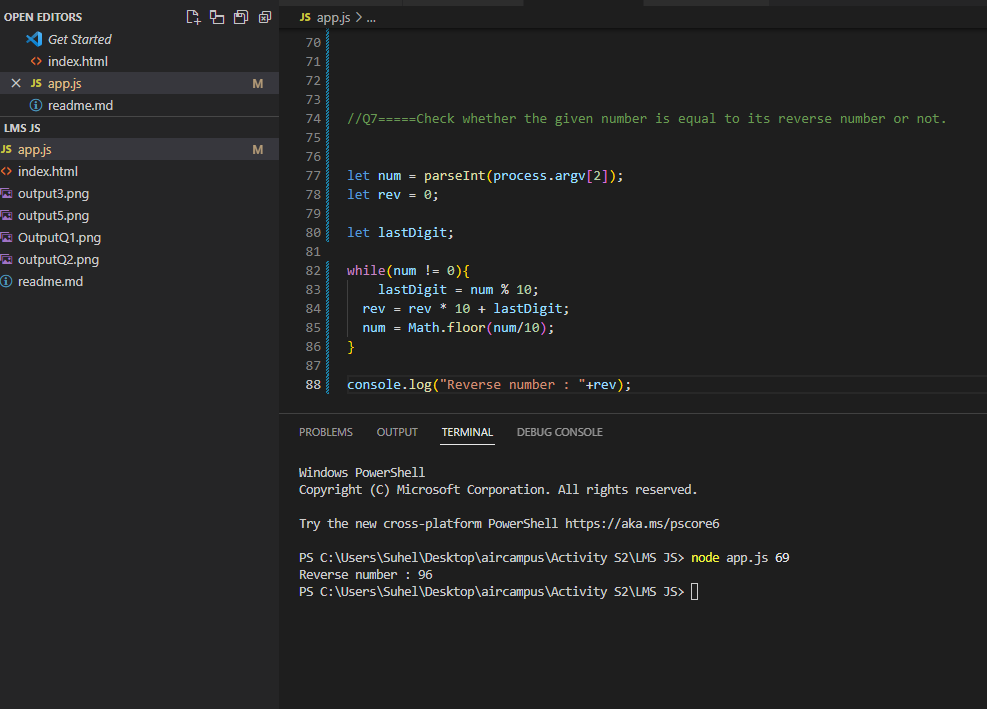 OPEN EDITORS
Get Started
index.html
JS app.js M
readme.md
LMS JS
JS app.js M
index.html
output3.png
output5.png
OutputQ1.png
outputQ2.png
readme.md
JS app.js > ...
70
71
72
73
74 //Q7=====Check whether the given number is equal to its reverse number or not.
75
76
77 let num = parseInt(process.argv[2]);
78 let rev = 0;
79
80 let lastDigit;
81
82 while(num != 0){
83 lastDigit = num % 10;
84 rev = rev * 10 + lastDigit;
85 num = Math.floor(num/10);
86 }
87
88 console.log("Reverse number : "+rev);
PROBLEMS OUTPUT TERMINAL DEBUG CONSOLE
Windows PowerShell
Copyright (C) Microsoft Corporation. All rights reserved.
Try the new cross-platform PowerShell https://aka.ms/pscore6
PS C:\Users\Suhel\Desktop\aircampus\Activity S2\LMS JS> node app.js 69
Reverse number : 96
PS C:\Users\Suhel\Desktop\aircampus\Activity S2\LMS JS>